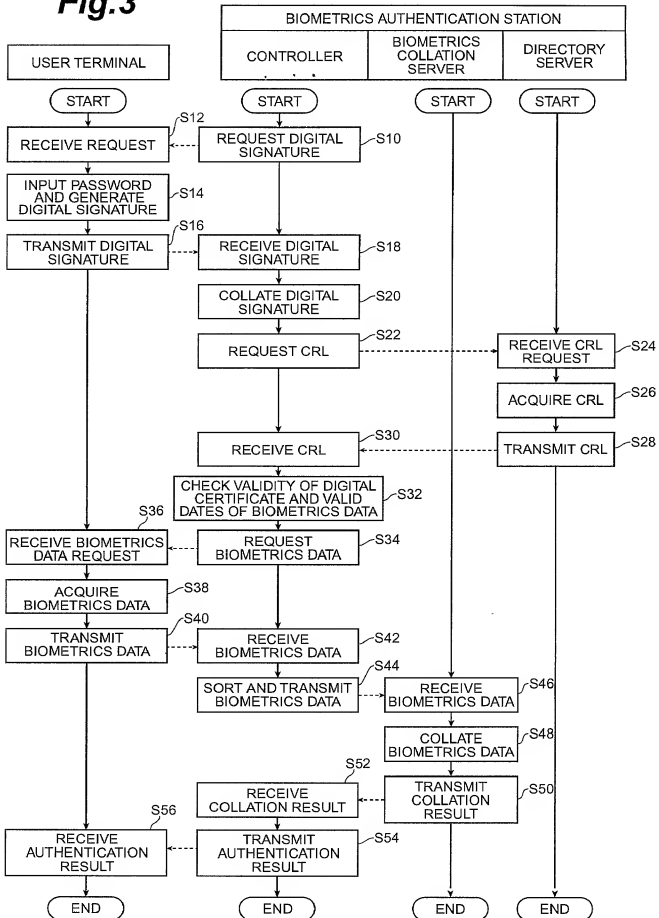 Fig.3
BIOMETRICS AUTHENTICATION STATION
USER TERMINAL
CONTROLLER
BIOMETRICS
COLLATION
SERVER
DIRECTORY
SERVER
START
START
START
START
S12
RECEIVE REQUEST
REQUEST DIGITAL
SIGNATURE
S10
INPUT PASSWORD
AND GENERATE
DIGITAL SIGNATURE
S14
S16
TRANSMIT DIGITAL
SIGNATURE
RECEIVE DIGITAL
SIGNATURE
S18
COLLATE DIGITAL
SIGNATURE
S20
S22
REQUEST CRL
RECEIVE CRL
REQUEST
S24
ACQUIRE CRL
S26
S30
RECEIVE CRL
TRANSMIT CRL
S28
CHECK VALIDITY OF DIGITAL
CERTIFICATE AND VALID
DATES OF BIOMETRICS DATA
S32
S36
RECEIVE BIOMETRICS
DATA REQUEST
REQUEST
BIOMETRICS DATA
S34
ACQUIRE
BIOMETRICS DATA
S38
S40
TRANSMIT
BIOMETRICS DATA
RECEIVE
BIOMETRICS DATA
S42
S44
SORT AND TRANSMIT
BIOMETRICS DATA
RECEIVE
BIOMETRICS DATA
S46
COLLATE
BIOMETRICS DATA
S48
S52
RECEIVE
COLLATION RESULT
TRANSMIT
COLLATION
RESULT
S50
S56
RECEIVE
AUTHENTICATION
RESULT
TRANSMIT
AUTHENTICATION
RESULT
S54
END
END
END
END